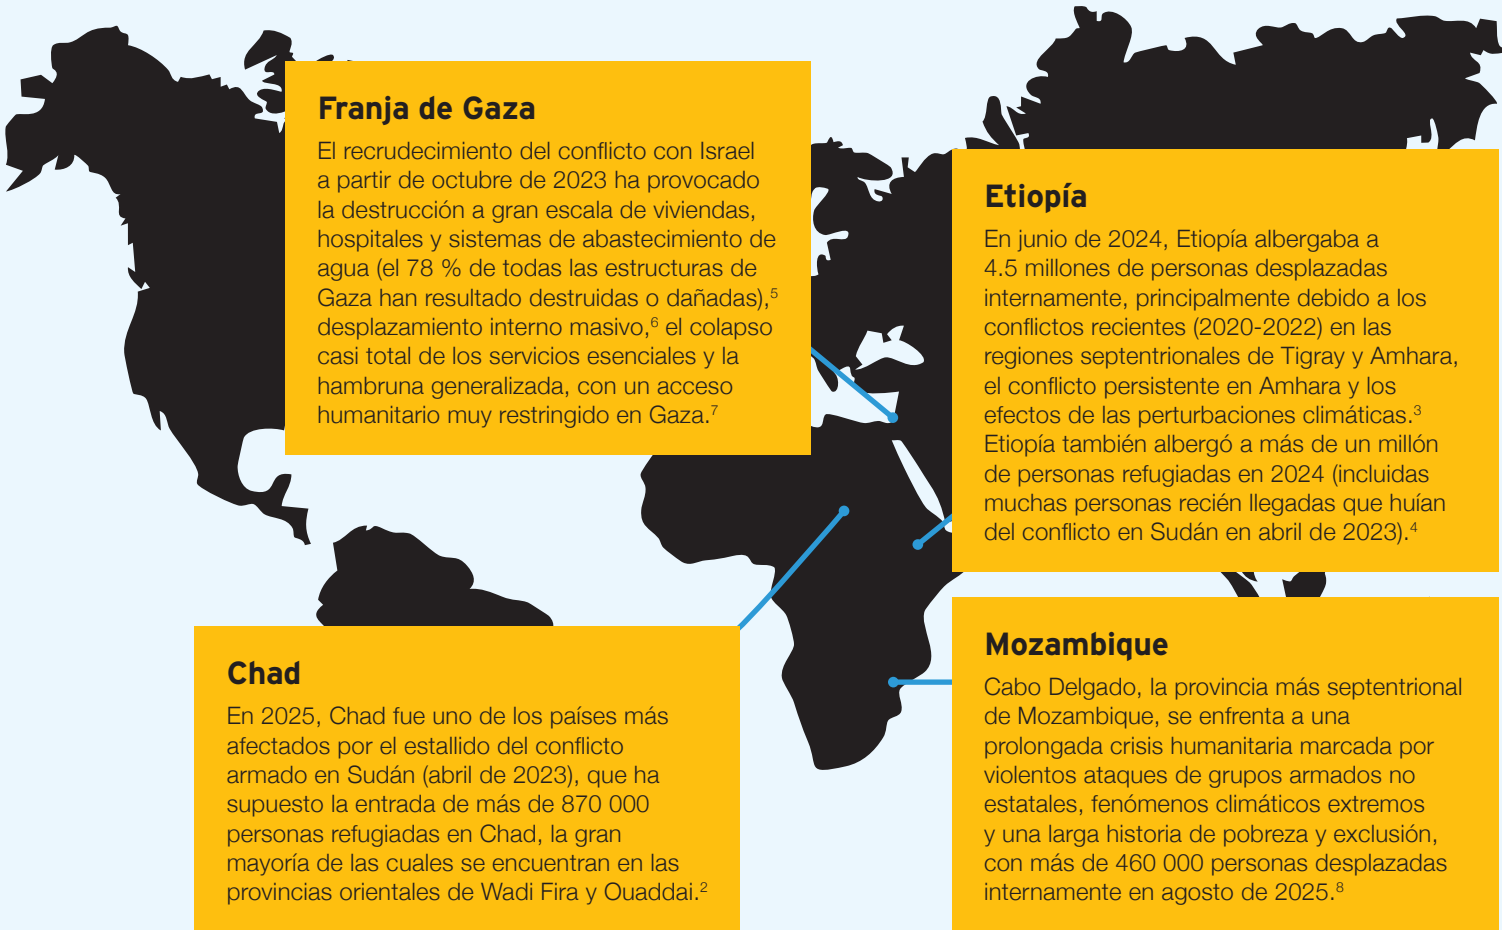 Franja de Gaza
El recrudecimiento del conflicto con Israel
a partir de octubre de 2023 ha provocado
la destrucción a gran escala de viviendas,
hospitales y sistemas de abastecimiento de
agua (el 78 % de todas las estructuras de
Gaza han resultado destruidas o dañadas),⁵
desplazamiento interno masivo,⁶ el colapso
casi total de los servicios esenciales y la
hambruna generalizada, con un acceso
humanitario muy restringido en Gaza.⁷
Etiopía
En junio de 2024, Etiopía albergaba a
4.5 millones de personas desplazadas
internamente, principalmente debido a los
conflictos recientes (2020-2022) en las
regiones septentrionales de Tigray y Amhara,
el conflicto persistente en Amhara y los
efectos de las perturbaciones climáticas.³
Etiopía también albergó a más de un millón
de personas refugiadas en 2024 (incluidas
muchas personas recién llegadas que huían
del conflicto en Sudán en abril de 2023).⁴
Chad
En 2025, Chad fue uno de los países más
afectados por el estallido del conflicto
armado en Sudán (abril de 2023), que ha
supuesto la entrada de más de 870 000
personas refugiadas en Chad, la gran
mayoría de las cuales se encuentran en las
provincias orientales de Wadi Fira y Ouaddai.²
Mozambique
Cabo Delgado, la provincia más septentrional
de Mozambique, se enfrenta a una
prolongada crisis humanitaria marcada por
violentos ataques de grupos armados no
estatales, fenómenos climáticos extremos
y una larga historia de pobreza y exclusión,
con más de 460 000 personas desplazadas
internamente en agosto de 2025.⁸